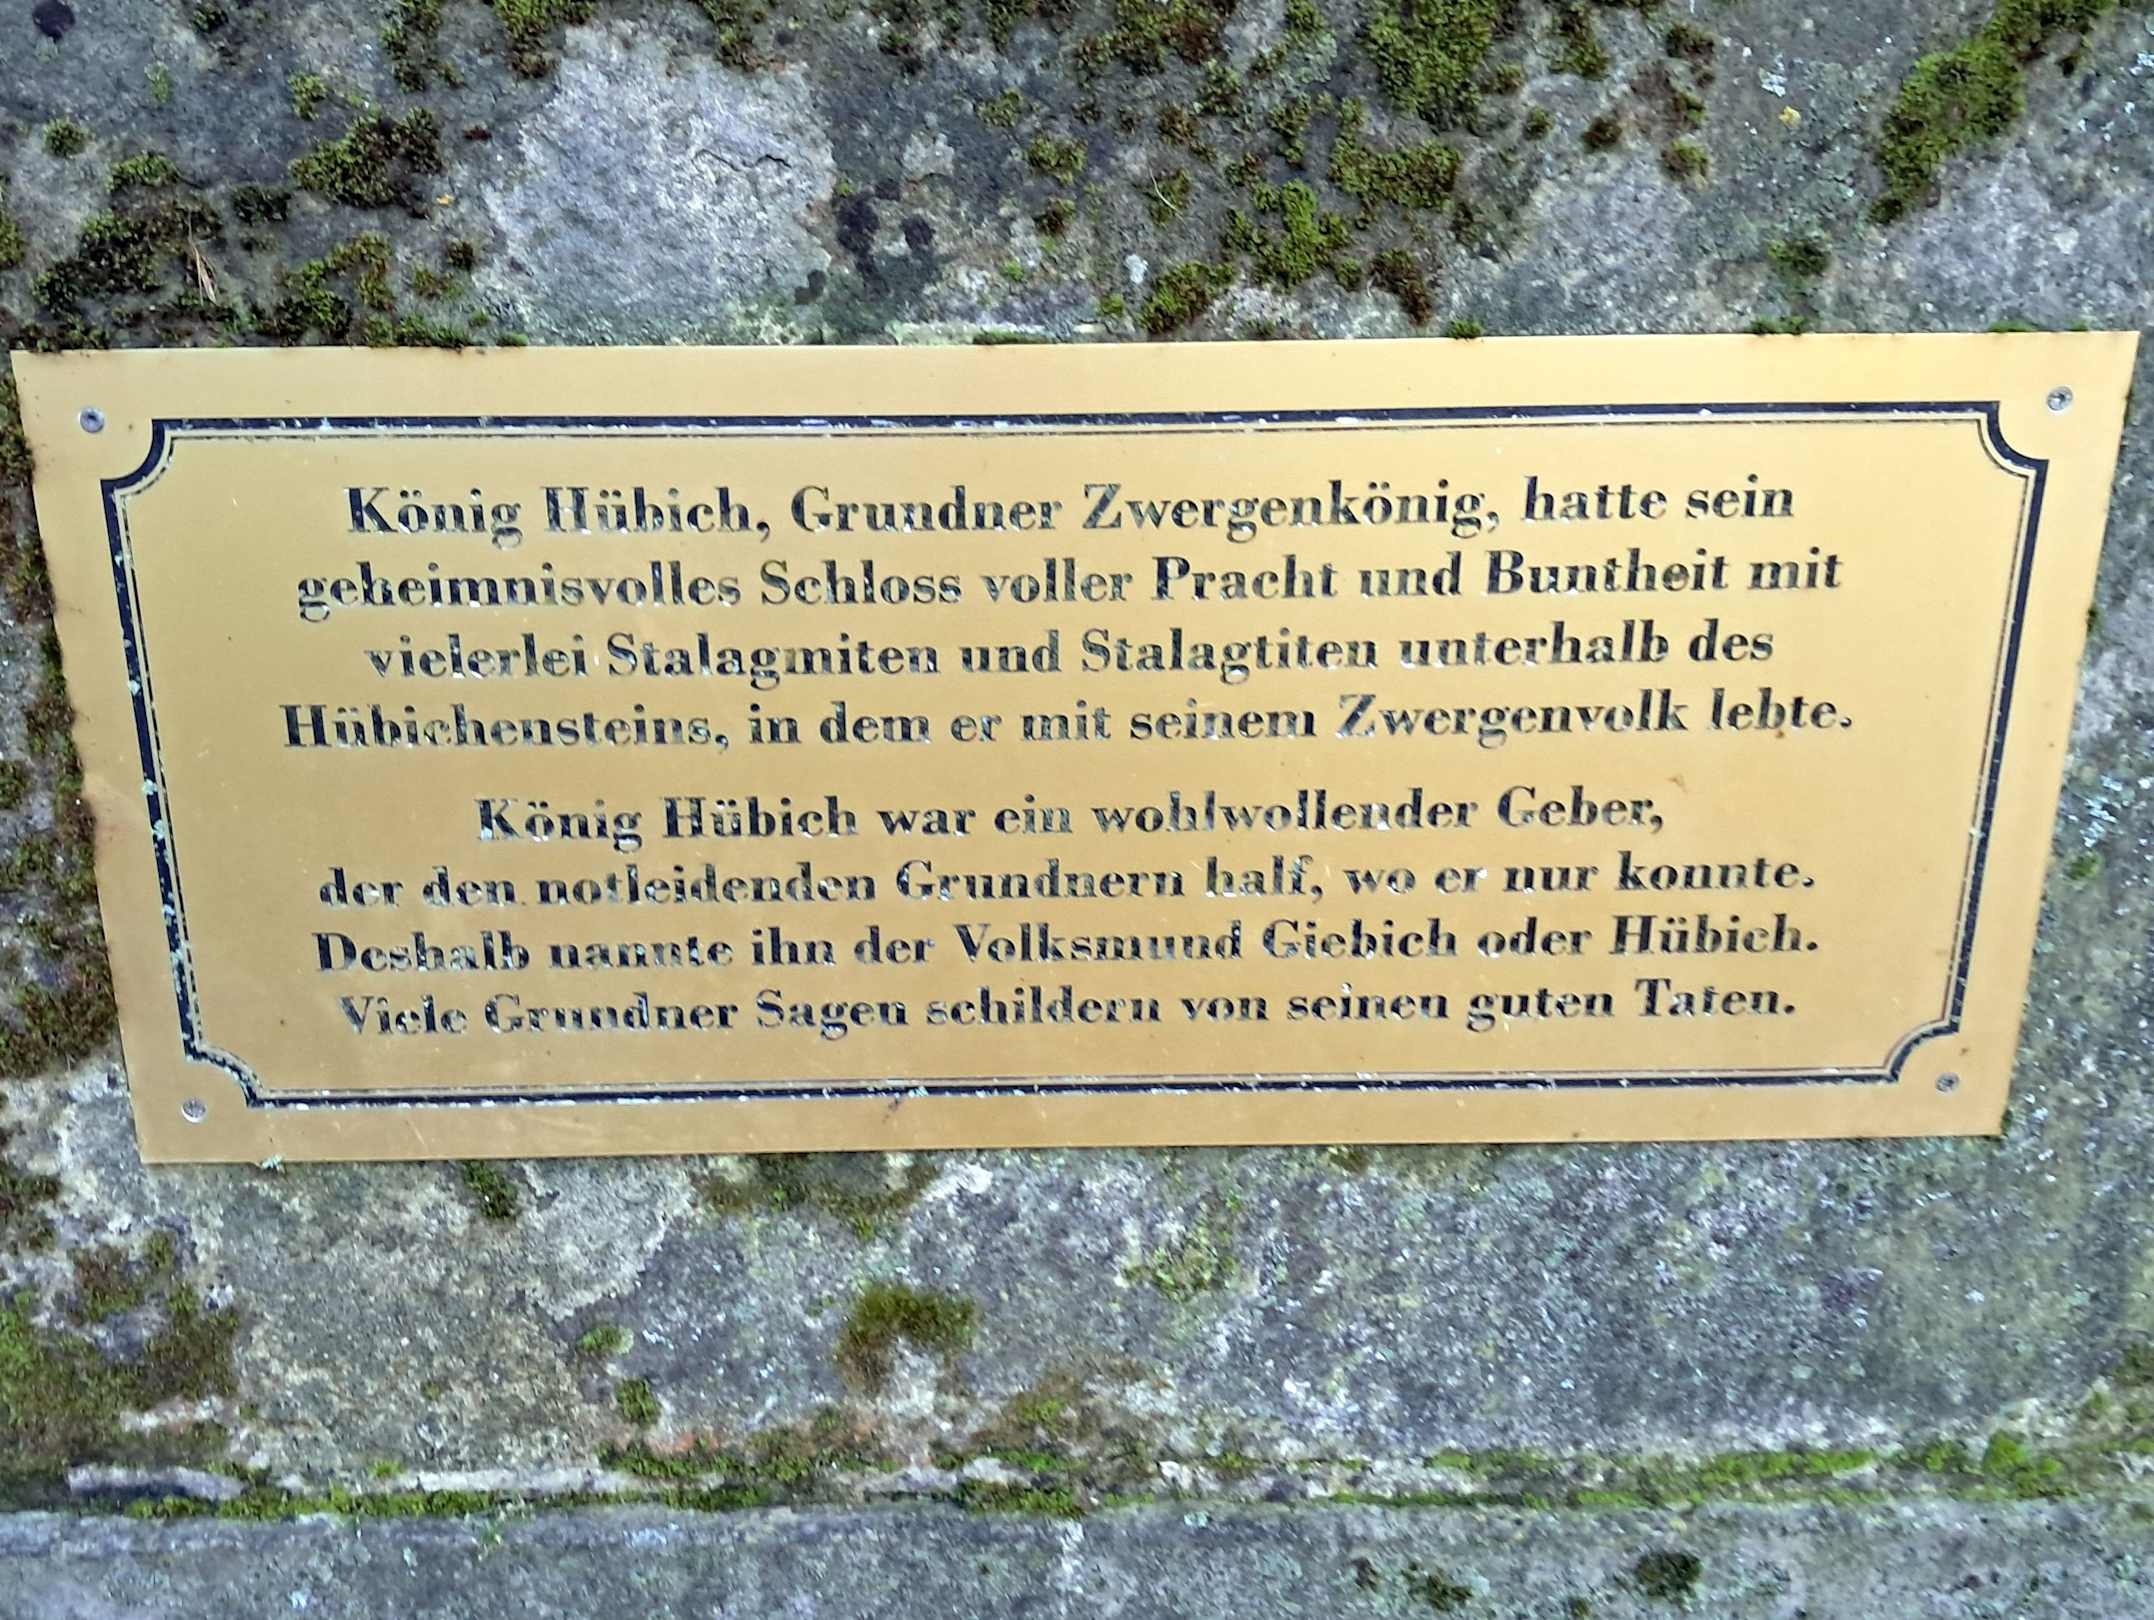 König Hübich, Grundner Zwergenkönig, hatte sein
geheimnisvolles Schloss voller Pracht und Buntheit mit
vielerlei Stalagmiten und Stalagtiten unterhalb des
Hübichensteins, in dem er mit seinem Zwergenvolk lebte.
König Hübich war ein wohlwollender Geber,
der den notleidenden Grundnern half, wo er nur konnte.
Deshalb nannte ihn der Volksmund Giebich oder Hübich.
Viele Grundner Sagen schildern von seinen guten Taten.